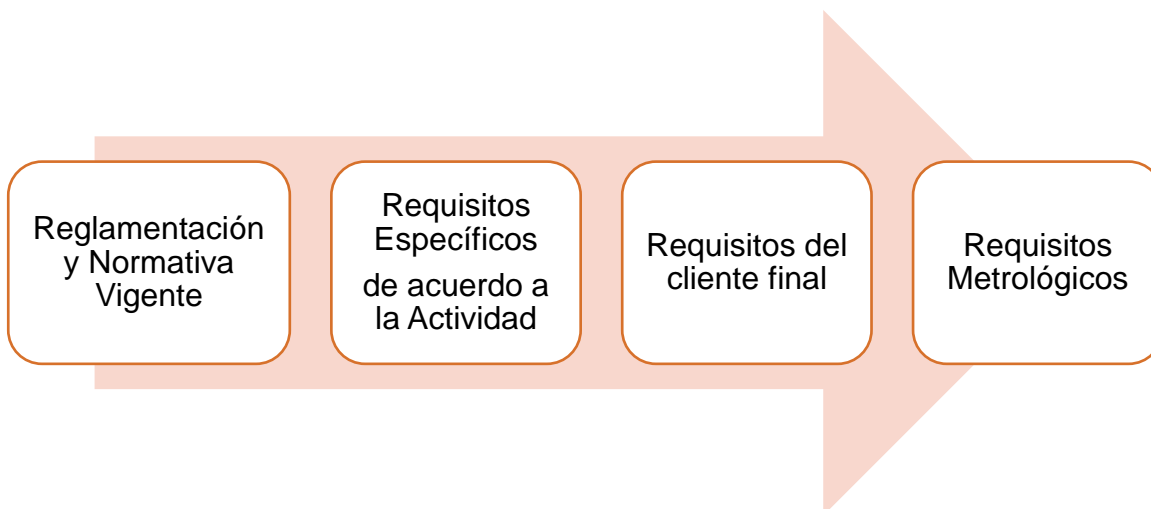 Reglamentación
y Normativa
Vigente
Requisitos
Específicos
de acuerdo a
la Actividad
Requisitos del
cliente final
Requisitos
Metrológicos